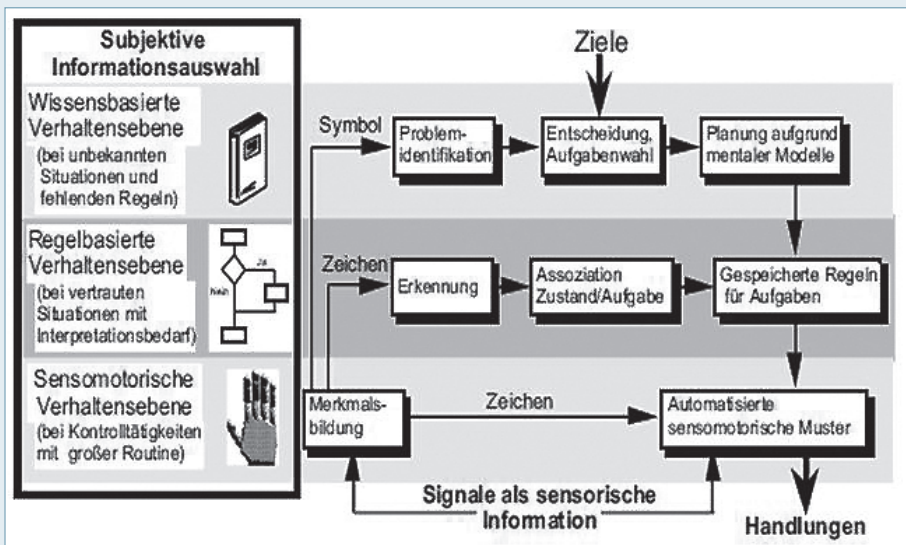 Subjektive
Informationsauswahl
Wissensbasierte
Verhaltensebene
(bei unbekannten
Situationen und
fehlenden Regeln)
Regelbasierte
Verhaltensebene
(bei vertrauten
Situationen mit
Interpretationsbedarf)
Ja
Nein
Sensomotorische
Verhaltensebene
(bei Kontrolltätigkeiten
mit großer Routine)
Ziele
Symbol
Problem-
identifikation
Entscheidung,
Aufgabenwahl
Planung aufgrund
mentaler Modelle
Zeichen
Erkennung
Assoziation
Zustand/Aufgabe
Gespeicherte Regeln
für Aufgaben
Merkmals-
bildung
Zeichen
Automatisierte
sensomotorische Muster
Signale als sensorische
Information
Handlungen